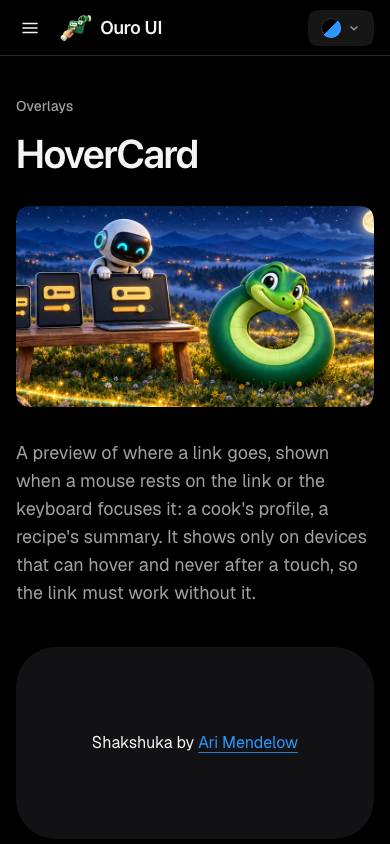 Ouro UI
Overlays
HoverCard
A preview of where a link goes, shown
when a mouse rests on the link or the
keyboard focuses it: a cook's profile, a
recipe's summary. It shows only on devices
that can hover and never after a touch, so
the link must work without it.
Shakshuka by Ari Mendelow